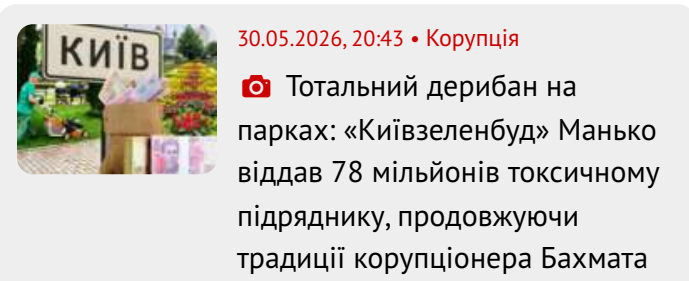 КИЇВ
30.05.2026, 20:43 • Корупція
Тотальний дерибан на
парках: «Київзеленбуд» Манько
віддав 78 мільйонів токсичному
підряднику, продовжуючи
традиції корупціонера Бахмата